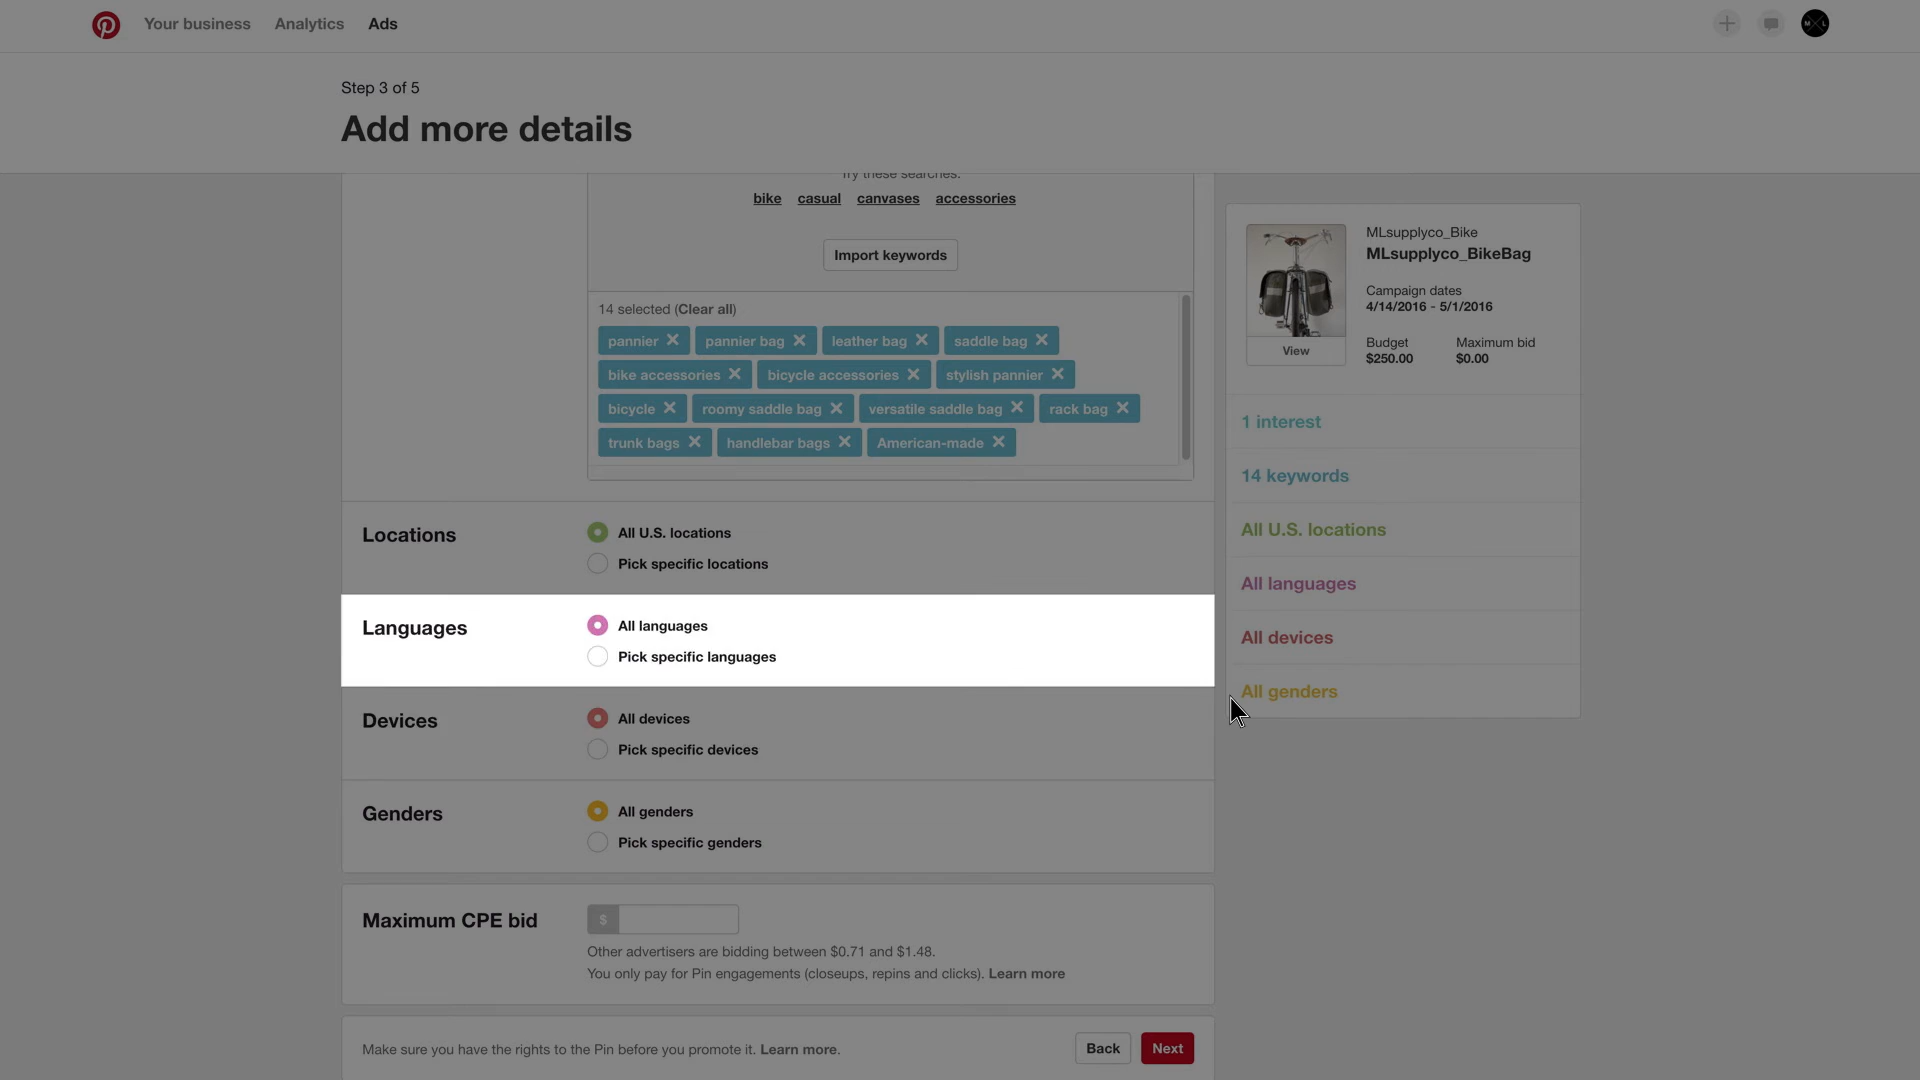 Your business Analytics Ads
Step 3 of 5
Add more details
Try these searches:
bike casual canvases accessories
Import keywords
14 selected (Clear all)
pannier pannier bag leather bag saddle bag
bike accessories bicycle accessories stylish pannier
bicycle roomy saddle bag versatile saddle bag rack bag
trunk bags handlebar bags American-made
Locations
All U.S. locations
Pick specific locations
Languages
All languages
Pick specific languages
Devices
All devices
Pick specific devices
Genders
All genders
Pick specific genders
Maximum CPE bid
$
Other advertisers are bidding between $0.71 and $1.48.
You only pay for Pin engagements (closeups, repins and clicks). Learn more
Make sure you have the rights to the Pin before you promote it. Learn more.
Back Next
MLsupplyco_Bike
MLsupplyco_BikeBag
Campaign dates
4/14/2016 - 5/1/2016
Budget Maximum bid
$250.00 $0.00
View
1 interest
14 keywords
All U.S. locations
All languages
All devices
All genders
M L